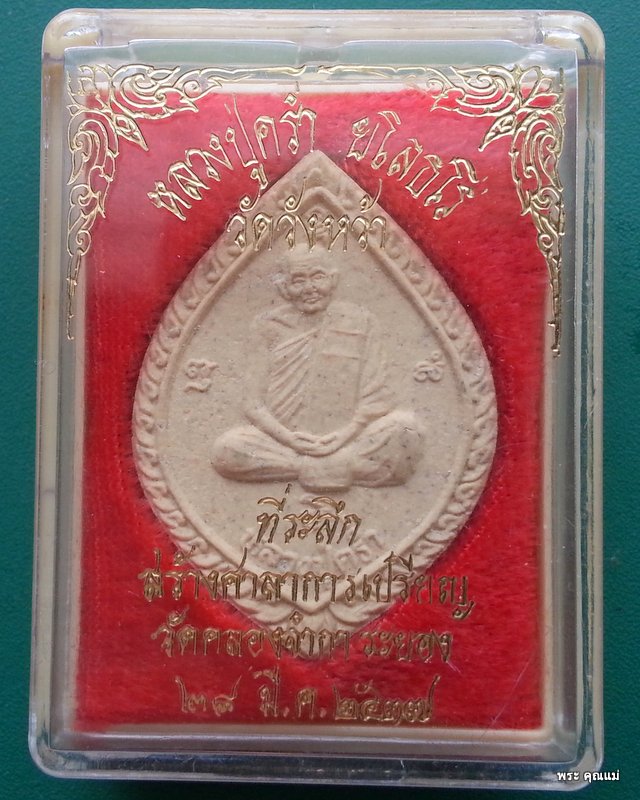 หลวงปู่คร่ำ ยโสธโร
วัดวังหว้า
ที่ระลึก
สร้างศาลาการเปรียญ
วัดคลองจำกา ระยอง
๒๙ มี.ค. ๒๕๓๗
พระ คุณแม่